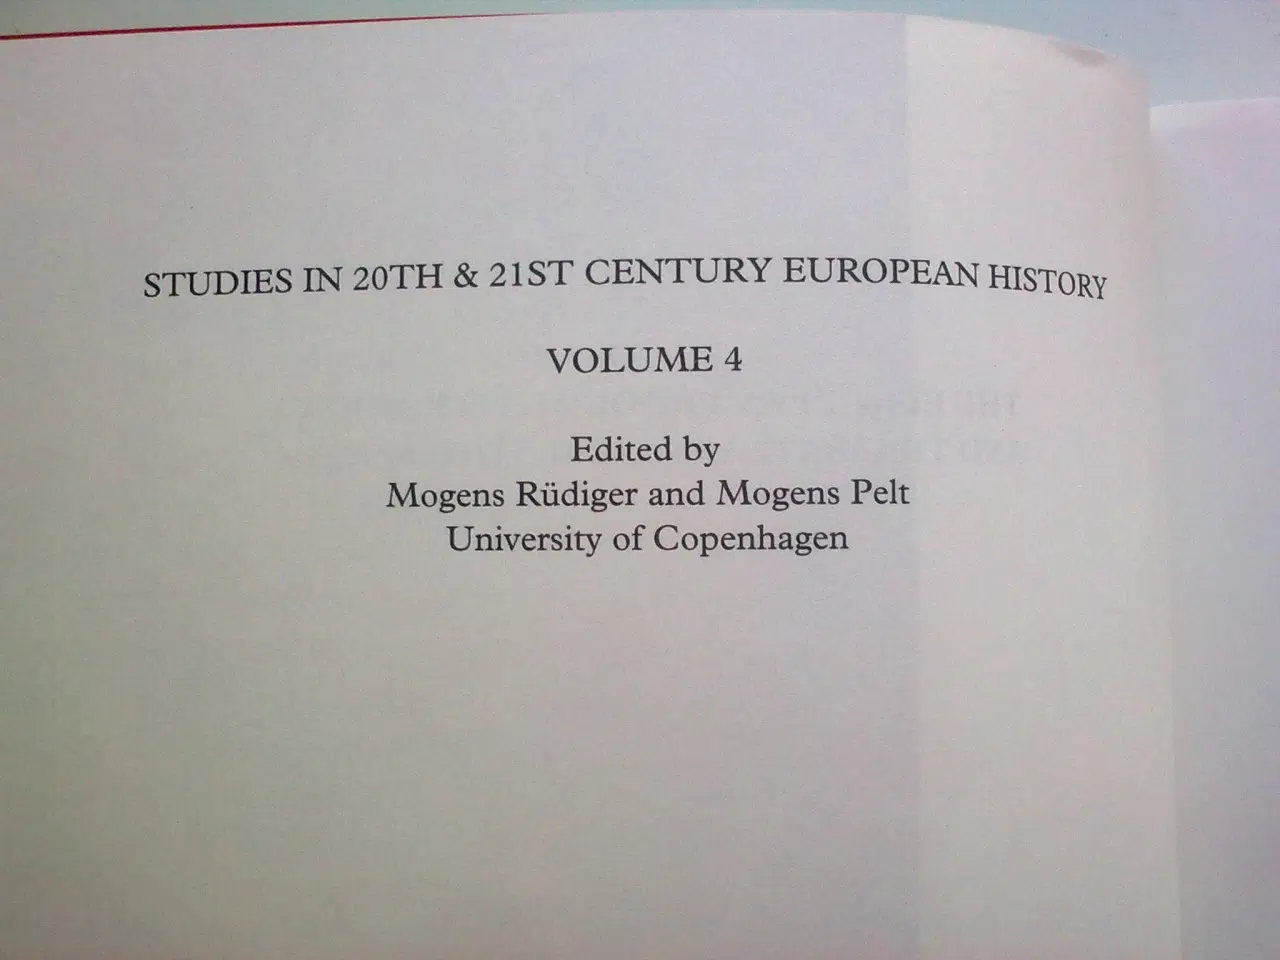 STUDIES IN 20TH & 21ST CENTURY EUROPEAN HISTORY
VOLUME 4
Edited by
Mogens Rüdiger and Mogens Pelt
University of Copenhagen